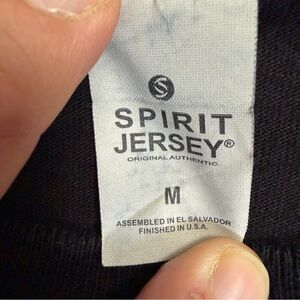 S
SPIRIT
JERSEY®
ORIGINAL AUTHENTIC.
M
ASSEMBLED IN EL SALVADOR
FINISHED IN U.S.A.